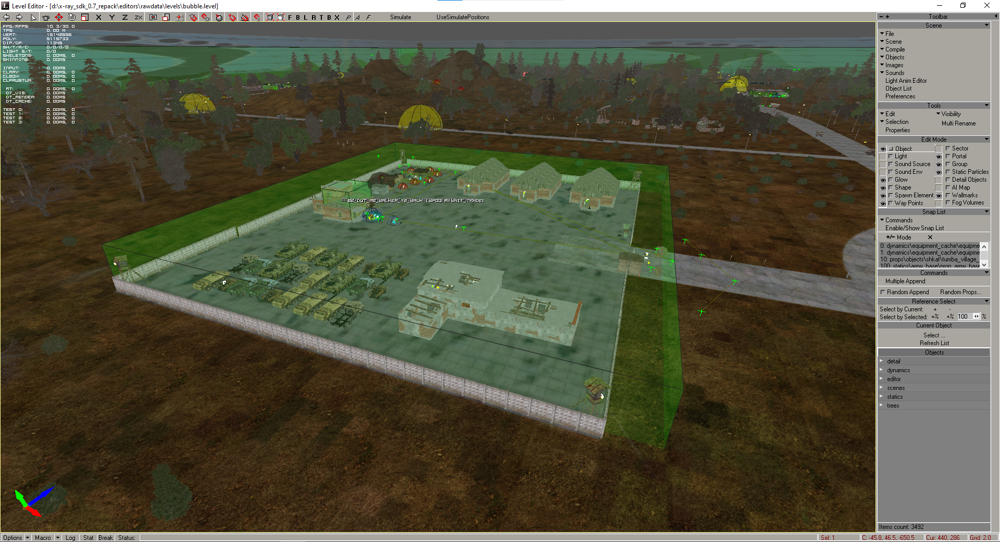 Level Editor - [d:\x-ray_sdk_0.7_repack\editors\rawdata\levels\bubble.level]
X Y Z ZX F B L R T B X P A F Simulate UseSimulatePositions
FPS/RFPS: 10. 3/30. 0
TPS: 0. 00 M
VERT: 15142696
POLY: 5115733
DIP/DP: 11345
SH/T/M/C: 0/0/0/0
LIGHT S/T: 0/0
SKELETONS: 0. 00MS, 0
SKINNING: 0. 00MS
INPUT: 0. 00MS
CLRAY: 0. 00MS, 0
CLBOX: 0. 00MS, 0
CLFRUSTUM: 0. 00MS, 0
RT: 0. 00MS, 0
DT_VIS: 0. 00MS
DT_RENDER: 0. 00MS
DT_CACHE: 0. 00MS
TEST 0: 0. 00MS, 0
TEST 1: 0. 00MS, 0
TEST 2: 0. 00MS, 0
TEST 3: 0. 00MS, 0
Toolbar
Scene
File
Scene
Compile
Objects
Images
Sounds
Light Anim Editor
Object List
Preferences
Tools
Edit Visibility
Selection Multi Rename
Properties
Edit Mode
Object Sector
Light Portal
Sound Source Group
Sound Env Static Particles
Glow Detail Objects
Shape AI Map
Spawn Element Wallmarks
Way Points Fog Volumes
Snap List
Commands
Enable/Show Snap List
+/- Mode X
0: dynamics\equipment_cache\equipme
1: dynamics\equipment_cache\equipme
10: props\objects\shkaf\tumba_village_
100: statics\army_base\prop_army_base
Commands
Multiple Append
Random Append Random Props...
Reference Select
Select by Current: + -
Select by Selected: =% +% 100 %
Current Object
Select ...
Refresh List
Objects
detail
dynamics
editor
scenes
statics
trees
Items count: 3492
Options Macro Log Stat Break Status: Sel: 1 C: -45.8, 46.5, -650.5 Cur: 440, 286 Grid: 2.0